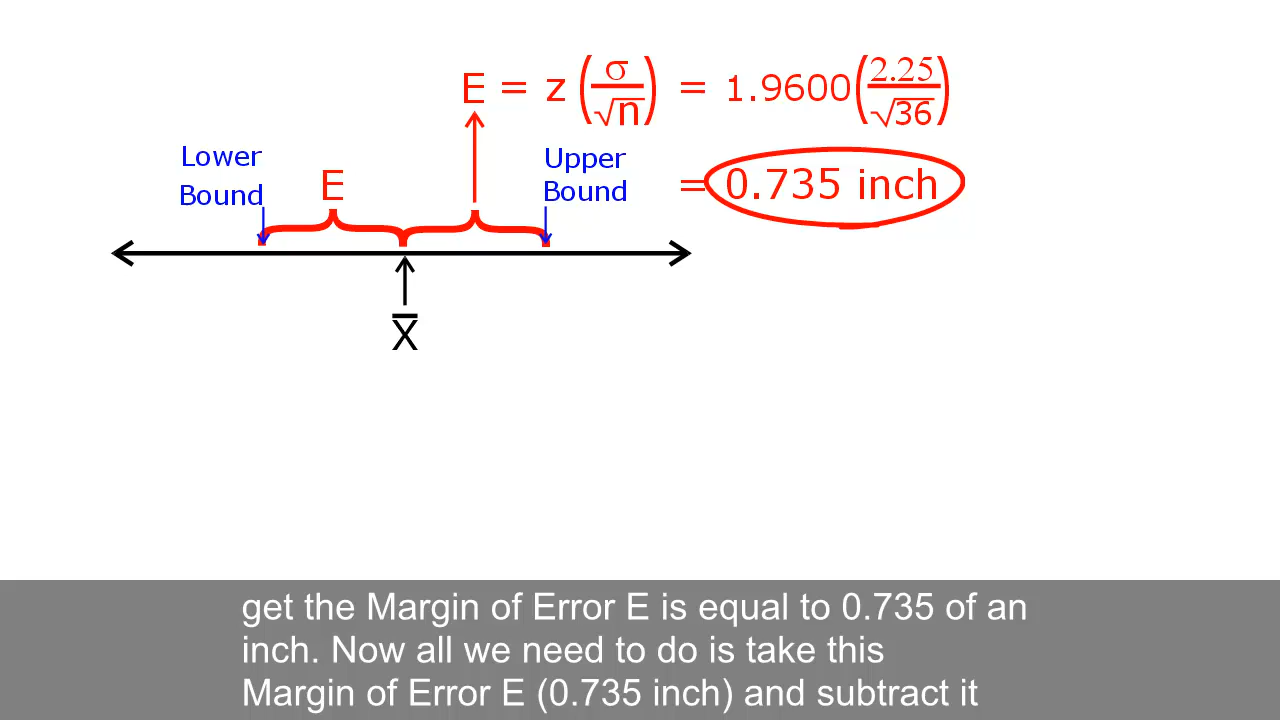 E = z (σ/√n) = 1.9600(2.25/√36)
Lower
Bound
E
Upper
Bound
= 0.735 inch
X̅
get the Margin of Error E is equal to 0.735 of an
inch. Now all we need to do is take this
Margin of Error E (0.735 inch) and subtract it